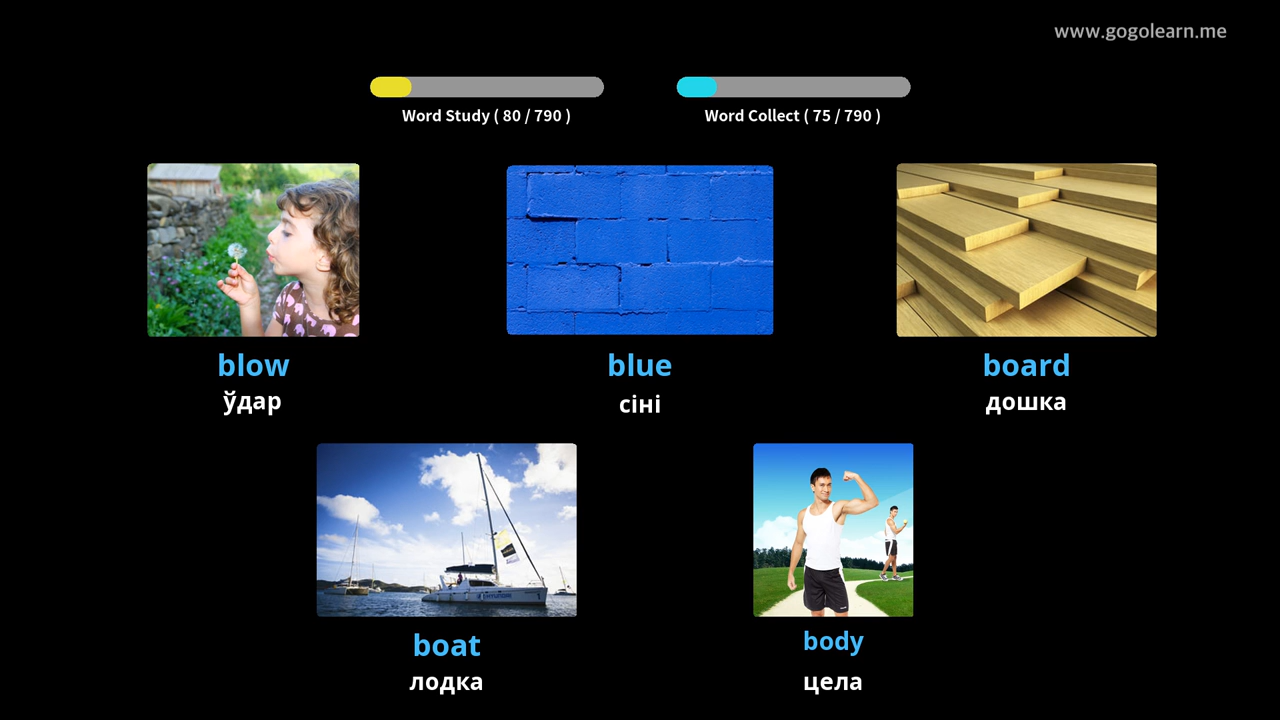 www.gogolearn.me
Word Study ( 80 / 790 )
Word Collect ( 75 / 790 )
blow
ўдар
blue
сіні
board
дошка
boat
лодка
body
цела